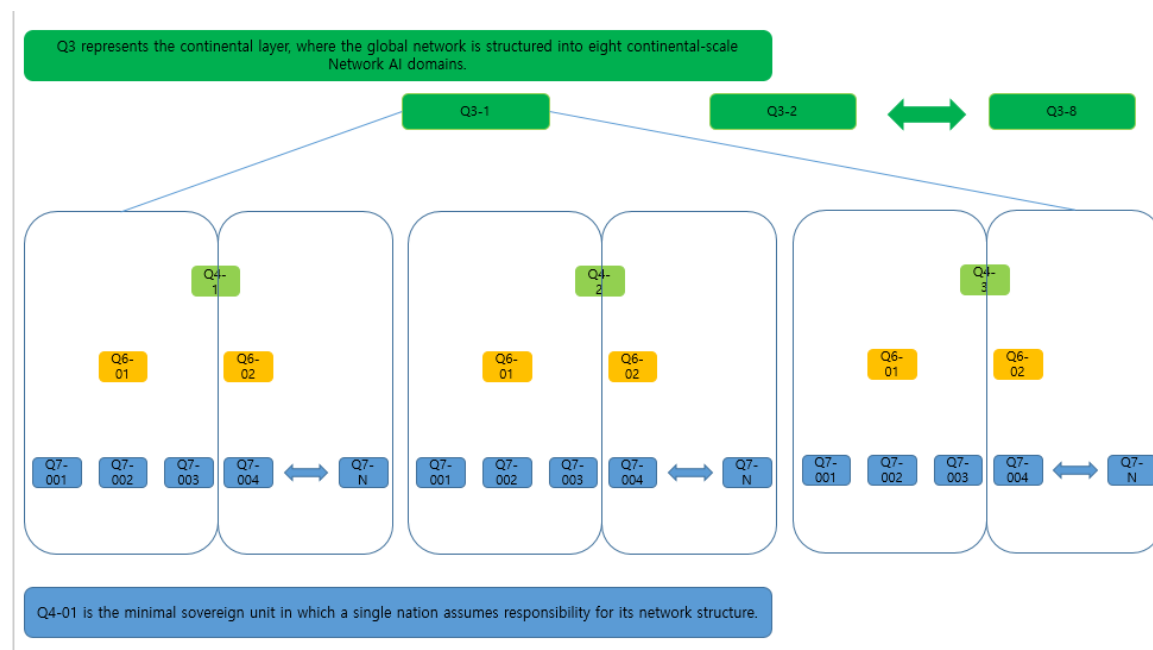 Q3 represents the continental layer, where the global network is structured into eight continental-scale
Network AI domains.
Q3-1
Q3-2
Q3-8
Q4-
1
Q4-
2
Q4-
3
Q6-
01
Q6-
02
Q6-
01
Q6-
02
Q6-
01
Q6-
02
Q7-
001
Q7-
002
Q7-
003
Q7-
004
Q7-
N
Q7-
001
Q7-
002
Q7-
003
Q7-
004
Q7-
N
Q7-
001
Q7-
002
Q7-
003
Q7-
004
Q7-
N
Q4-01 is the minimal sovereign unit in which a single nation assumes responsibility for its network structure.